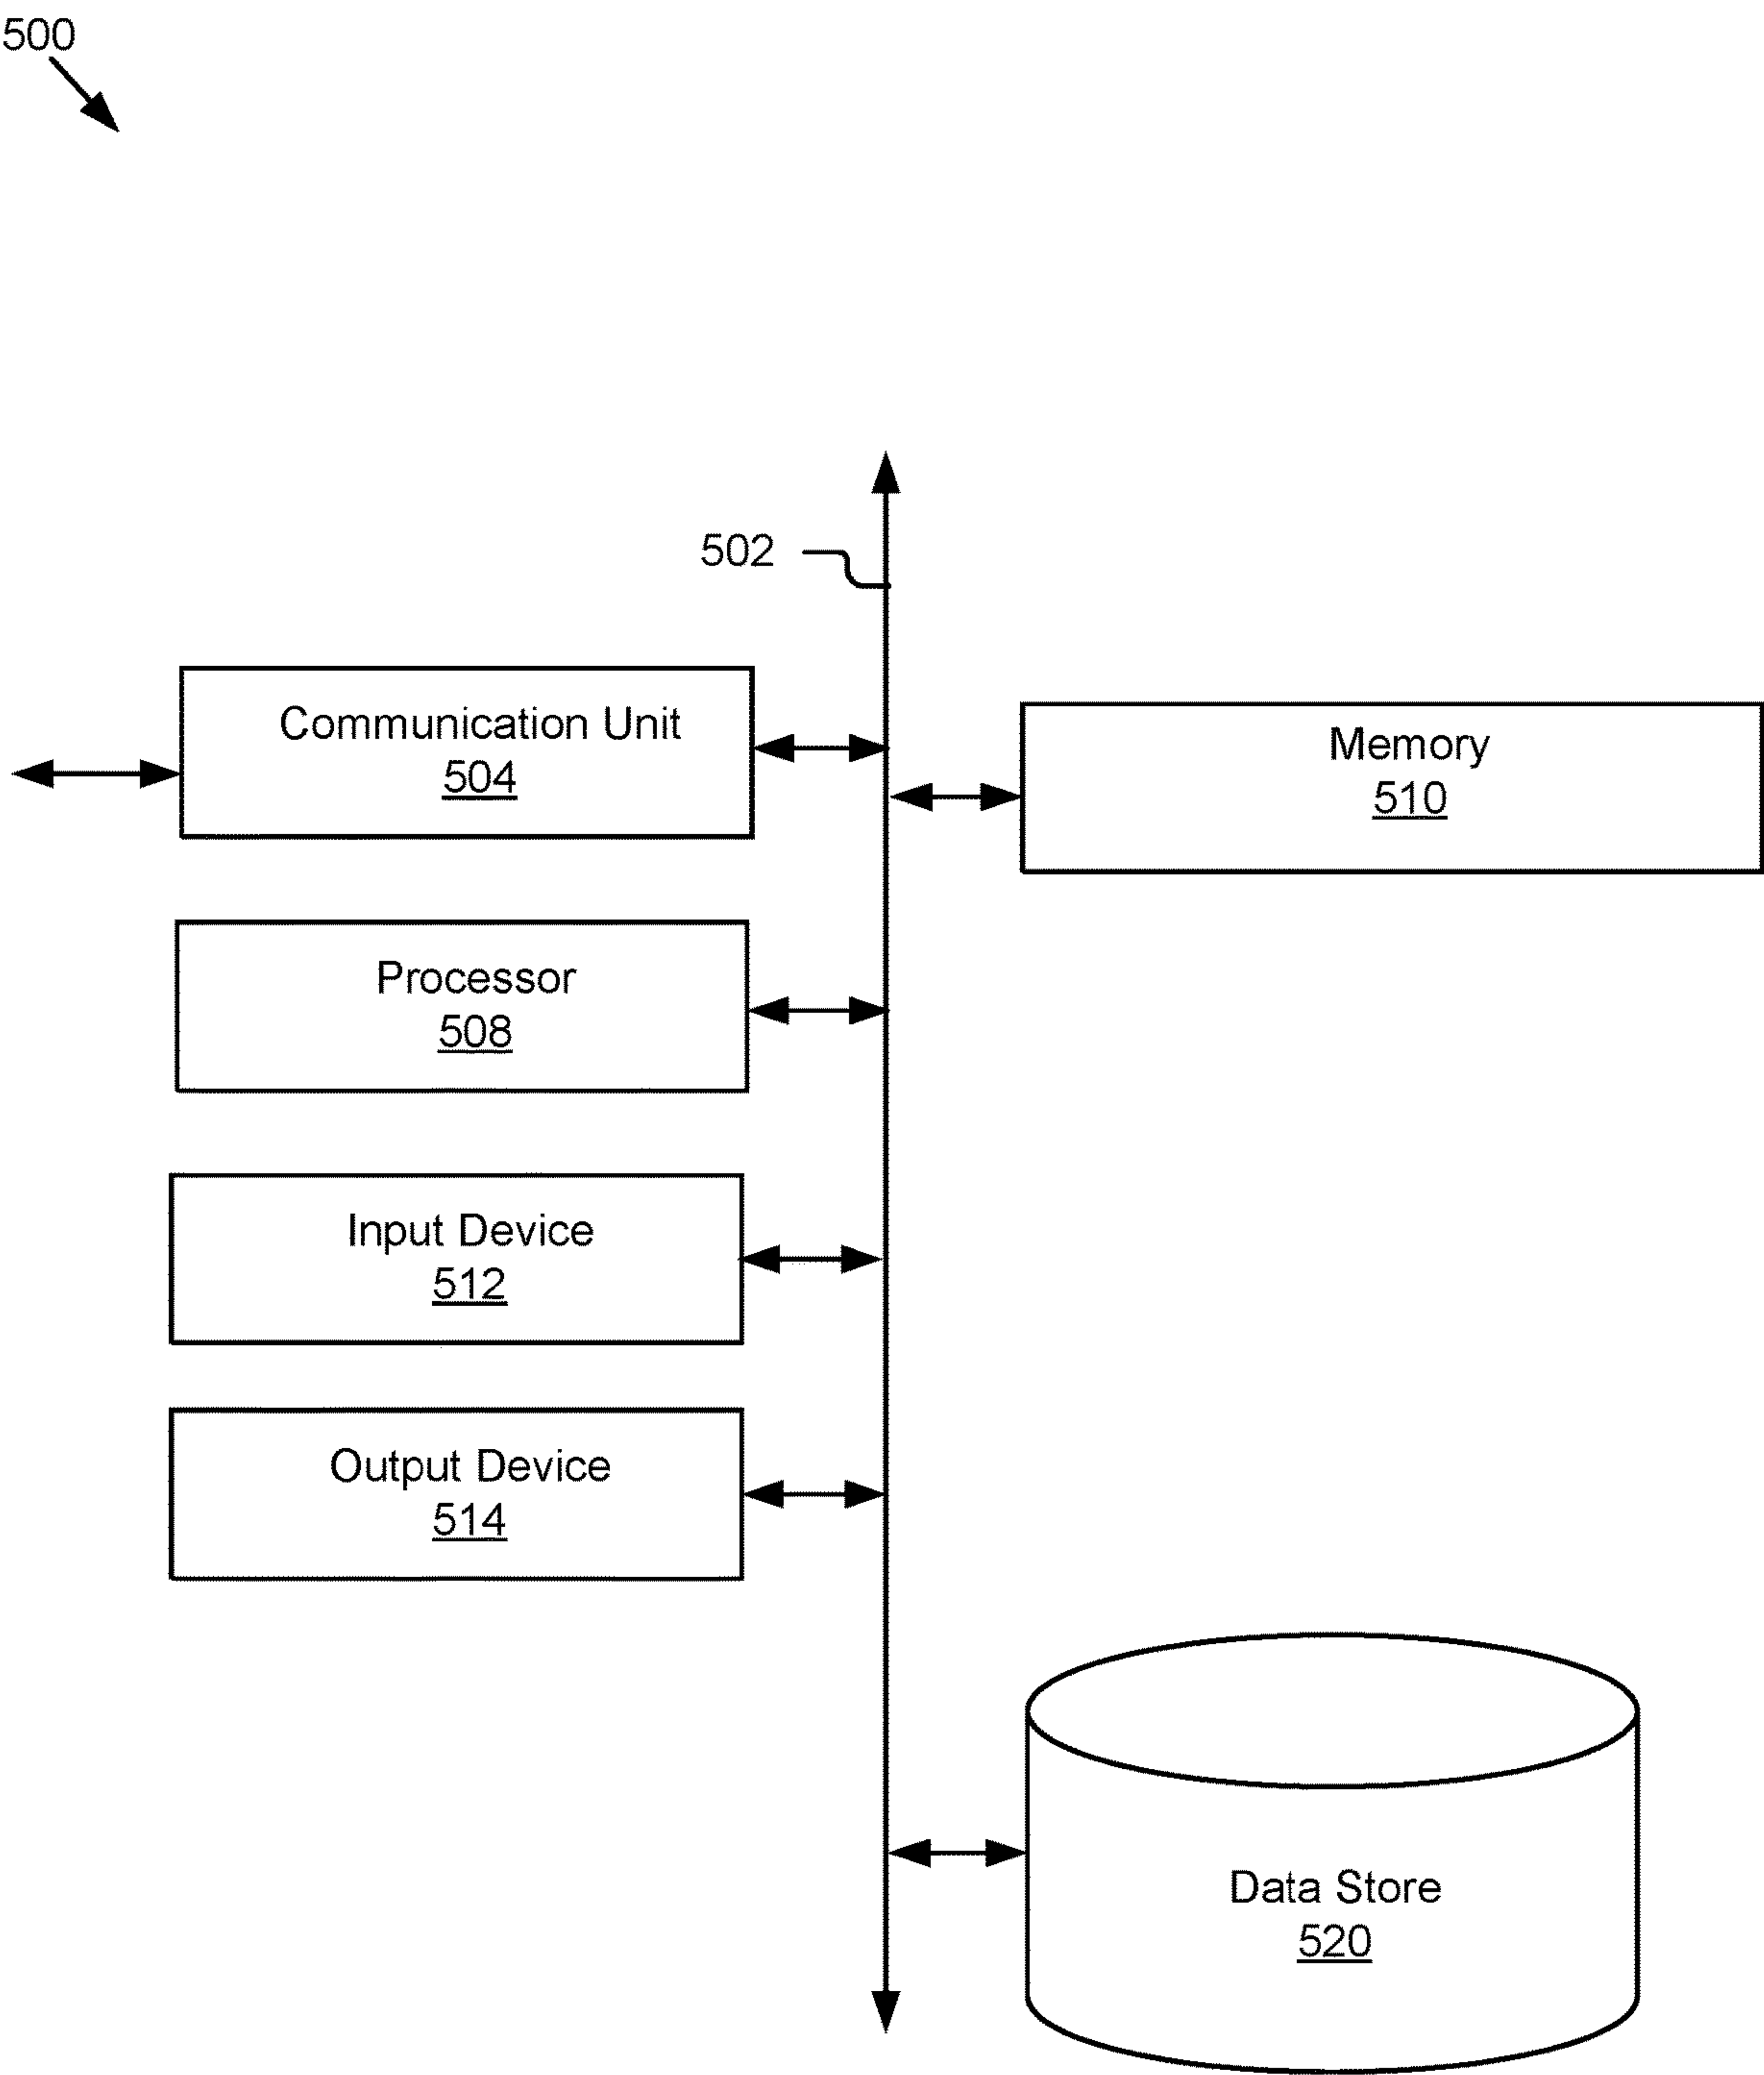 500
502
Communication Unit
504
Memory
510
Processor
508
Input Device
512
Output Device
514
Data Store
520